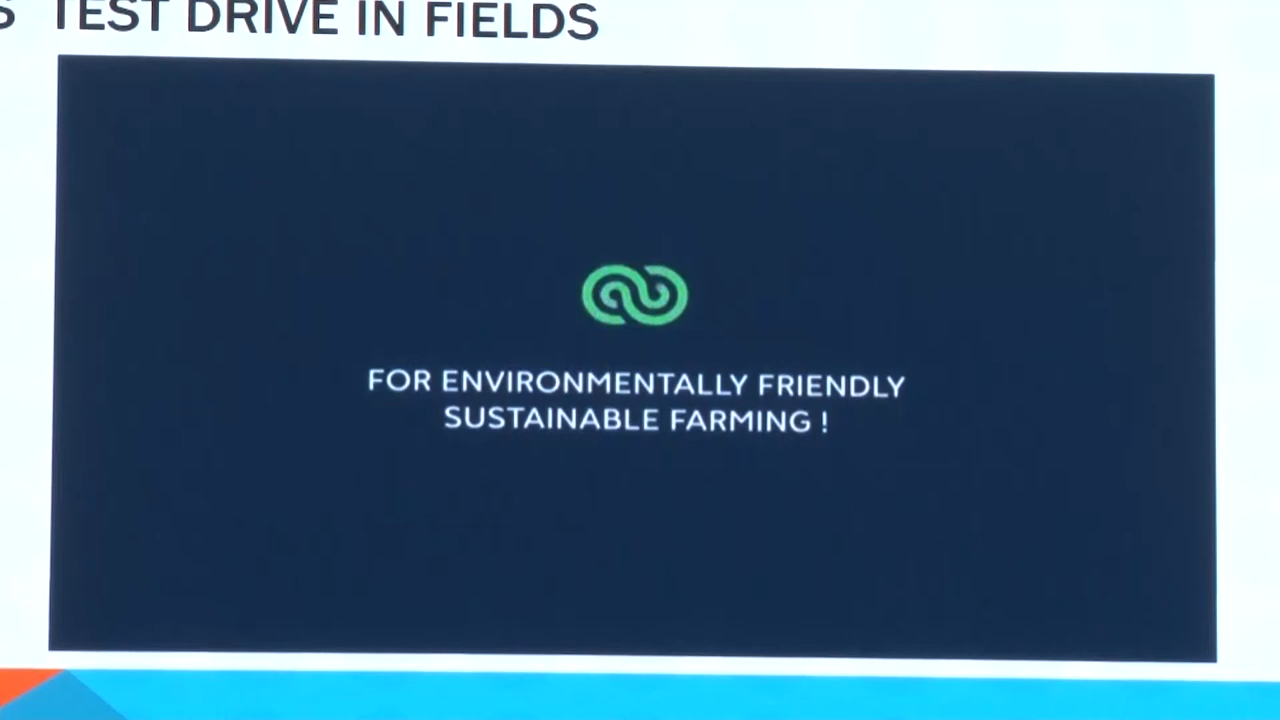 S TEST DRIVE IN FIELDS
FOR ENVIRONMENTALLY FRIENDLY
SUSTAINABLE FARMING !